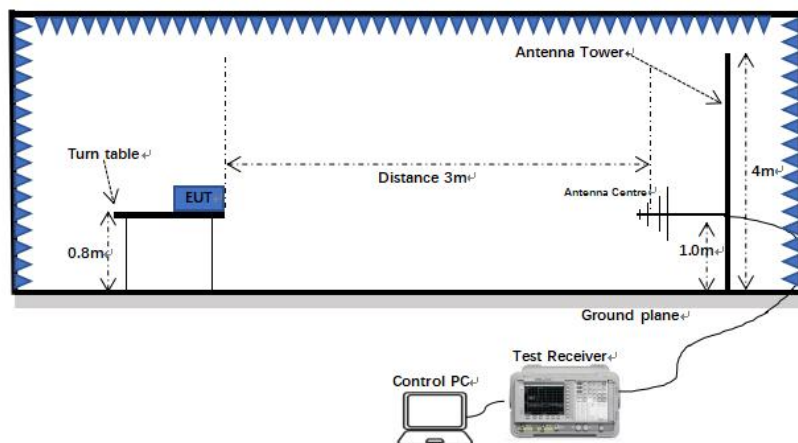 Antenna Tower↵
Turn table↵
Distance 3m↵
4m↵
EUT
Antenna Centre↵
0.8m↵
1.0m↵
Ground plane↵
Test Receiver↵
Control PC↵